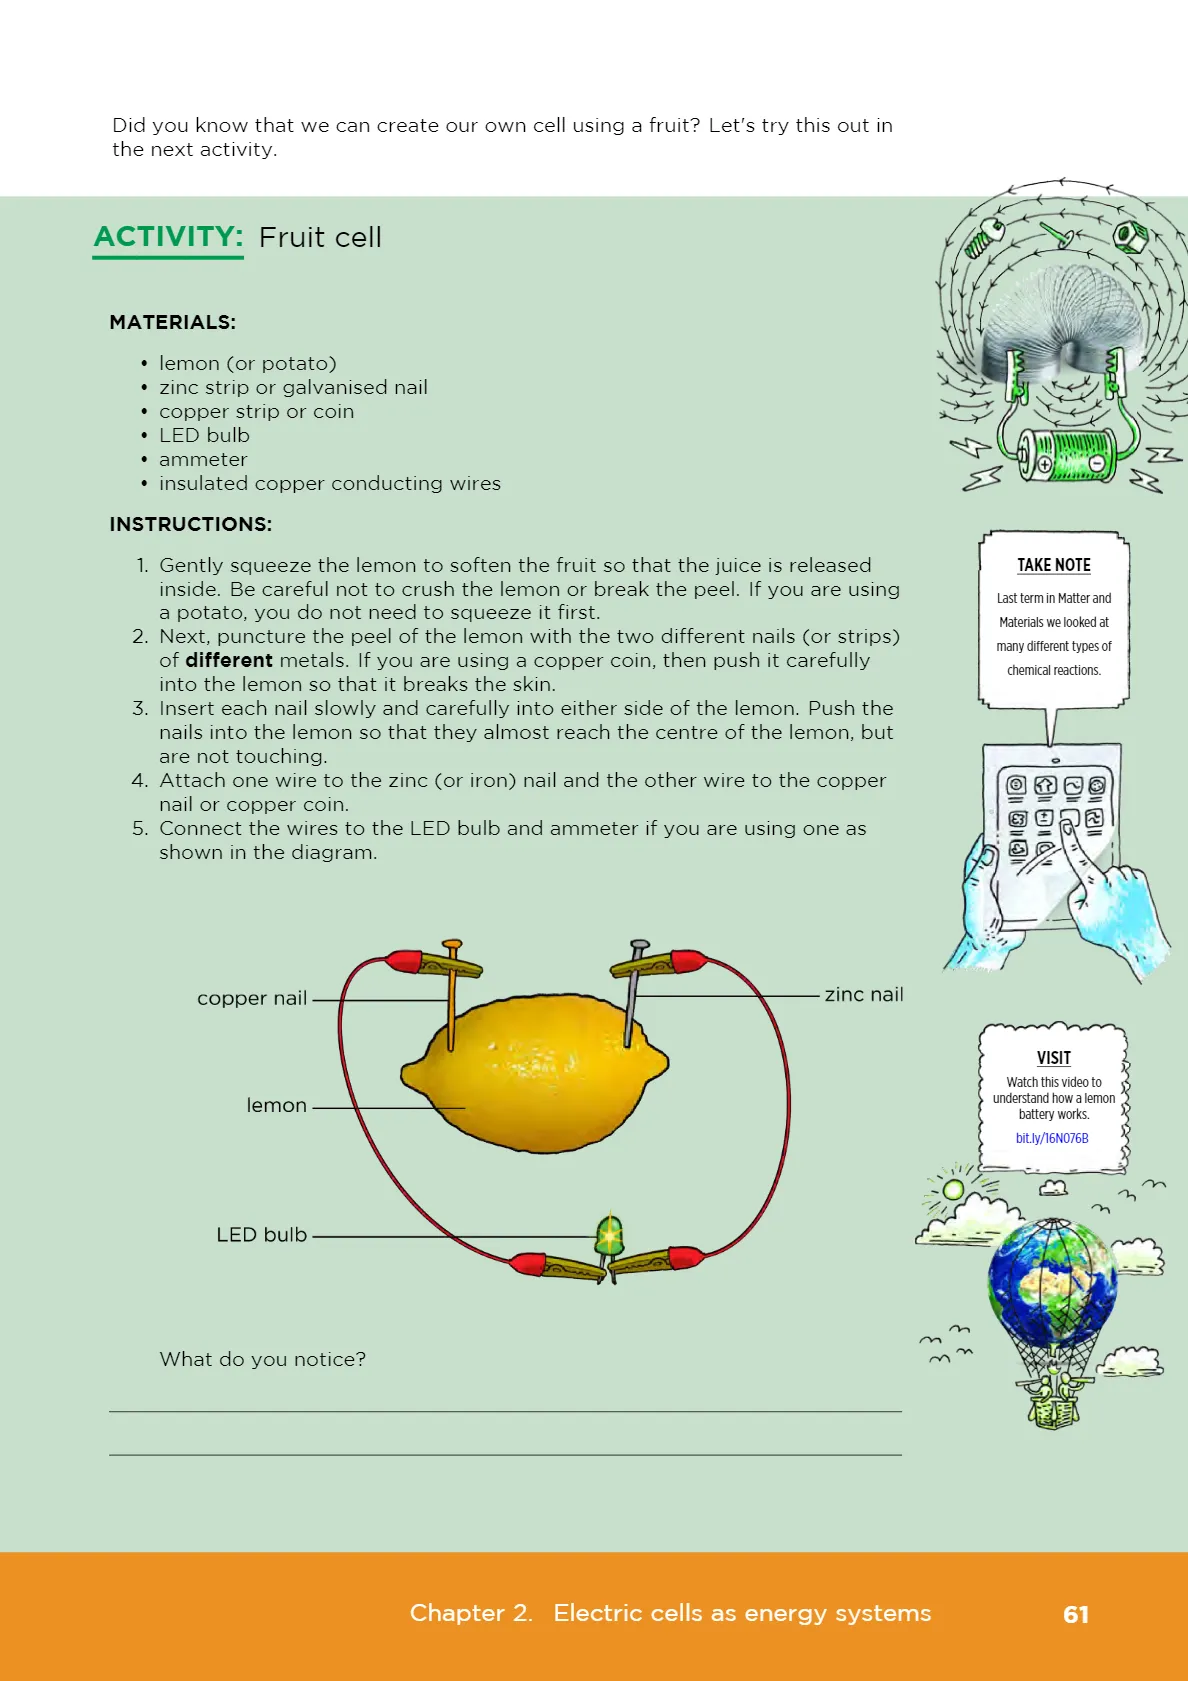 Did you know that we can create our own cell using a fruit? Let's try this out in
the next activity.
ACTIVITY: Fruit cell
MATERIALS:
• lemon (or potato)
• zinc strip or galvanised nail
• copper strip or coin
• LED bulb
• ammeter
• insulated copper conducting wires
INSTRUCTIONS:
1. Gently squeeze the lemon to soften the fruit so that the juice is released
inside. Be careful not to crush the lemon or break the peel. If you are using
a potato, you do not need to squeeze it first.
2. Next, puncture the peel of the lemon with the two different nails (or strips)
of different metals. If you are using a copper coin, then push it carefully
into the lemon so that it breaks the skin.
3. Insert each nail slowly and carefully into either side of the lemon. Push the
nails into the lemon so that they almost reach the centre of the lemon, but
are not touching.
4. Attach one wire to the zinc (or iron) nail and the other wire to the copper
nail or copper coin.
5. Connect the wires to the LED bulb and ammeter if you are using one as
shown in the diagram.
copper nail
zinc nail
lemon
LED bulb
What do you notice?
+
-
TAKE NOTE
Last term in Matter and
Materials we looked at
many different types of
chemical reactions.
VISIT
Watch this video to
understand how a lemon
battery works.
bit.ly/16N076B
Chapter 2. Electric cells as energy systems
61